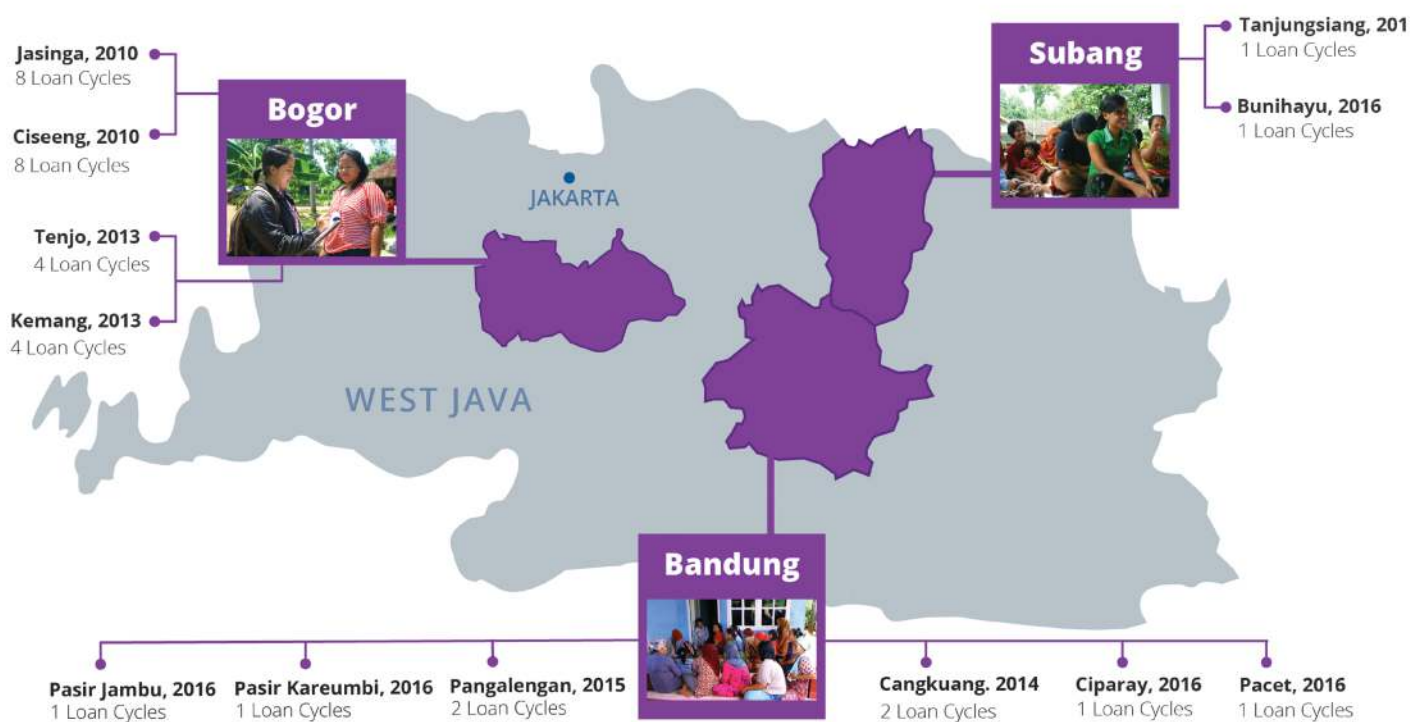 Jasinga, 2010
8 Loan Cycles
Ciseeng, 2010
8 Loan Cycles
Tenjo, 2013
4 Loan Cycles
Kemang, 2013
4 Loan Cycles
Bogor
JAKARTA
WEST JAVA
Subang
Tanjungsiang, 201
1 Loan Cycles
Bunihayu, 2016
1 Loan Cycles
Bandung
Pasir Jambu, 2016
1 Loan Cycles
Pasir Kareumbi, 2016
1 Loan Cycles
Pangalengan, 2015
2 Loan Cycles
Cangkuang. 2014
2 Loan Cycles
Ciparay, 2016
1 Loan Cycles
Pacet, 2016
1 Loan Cycles